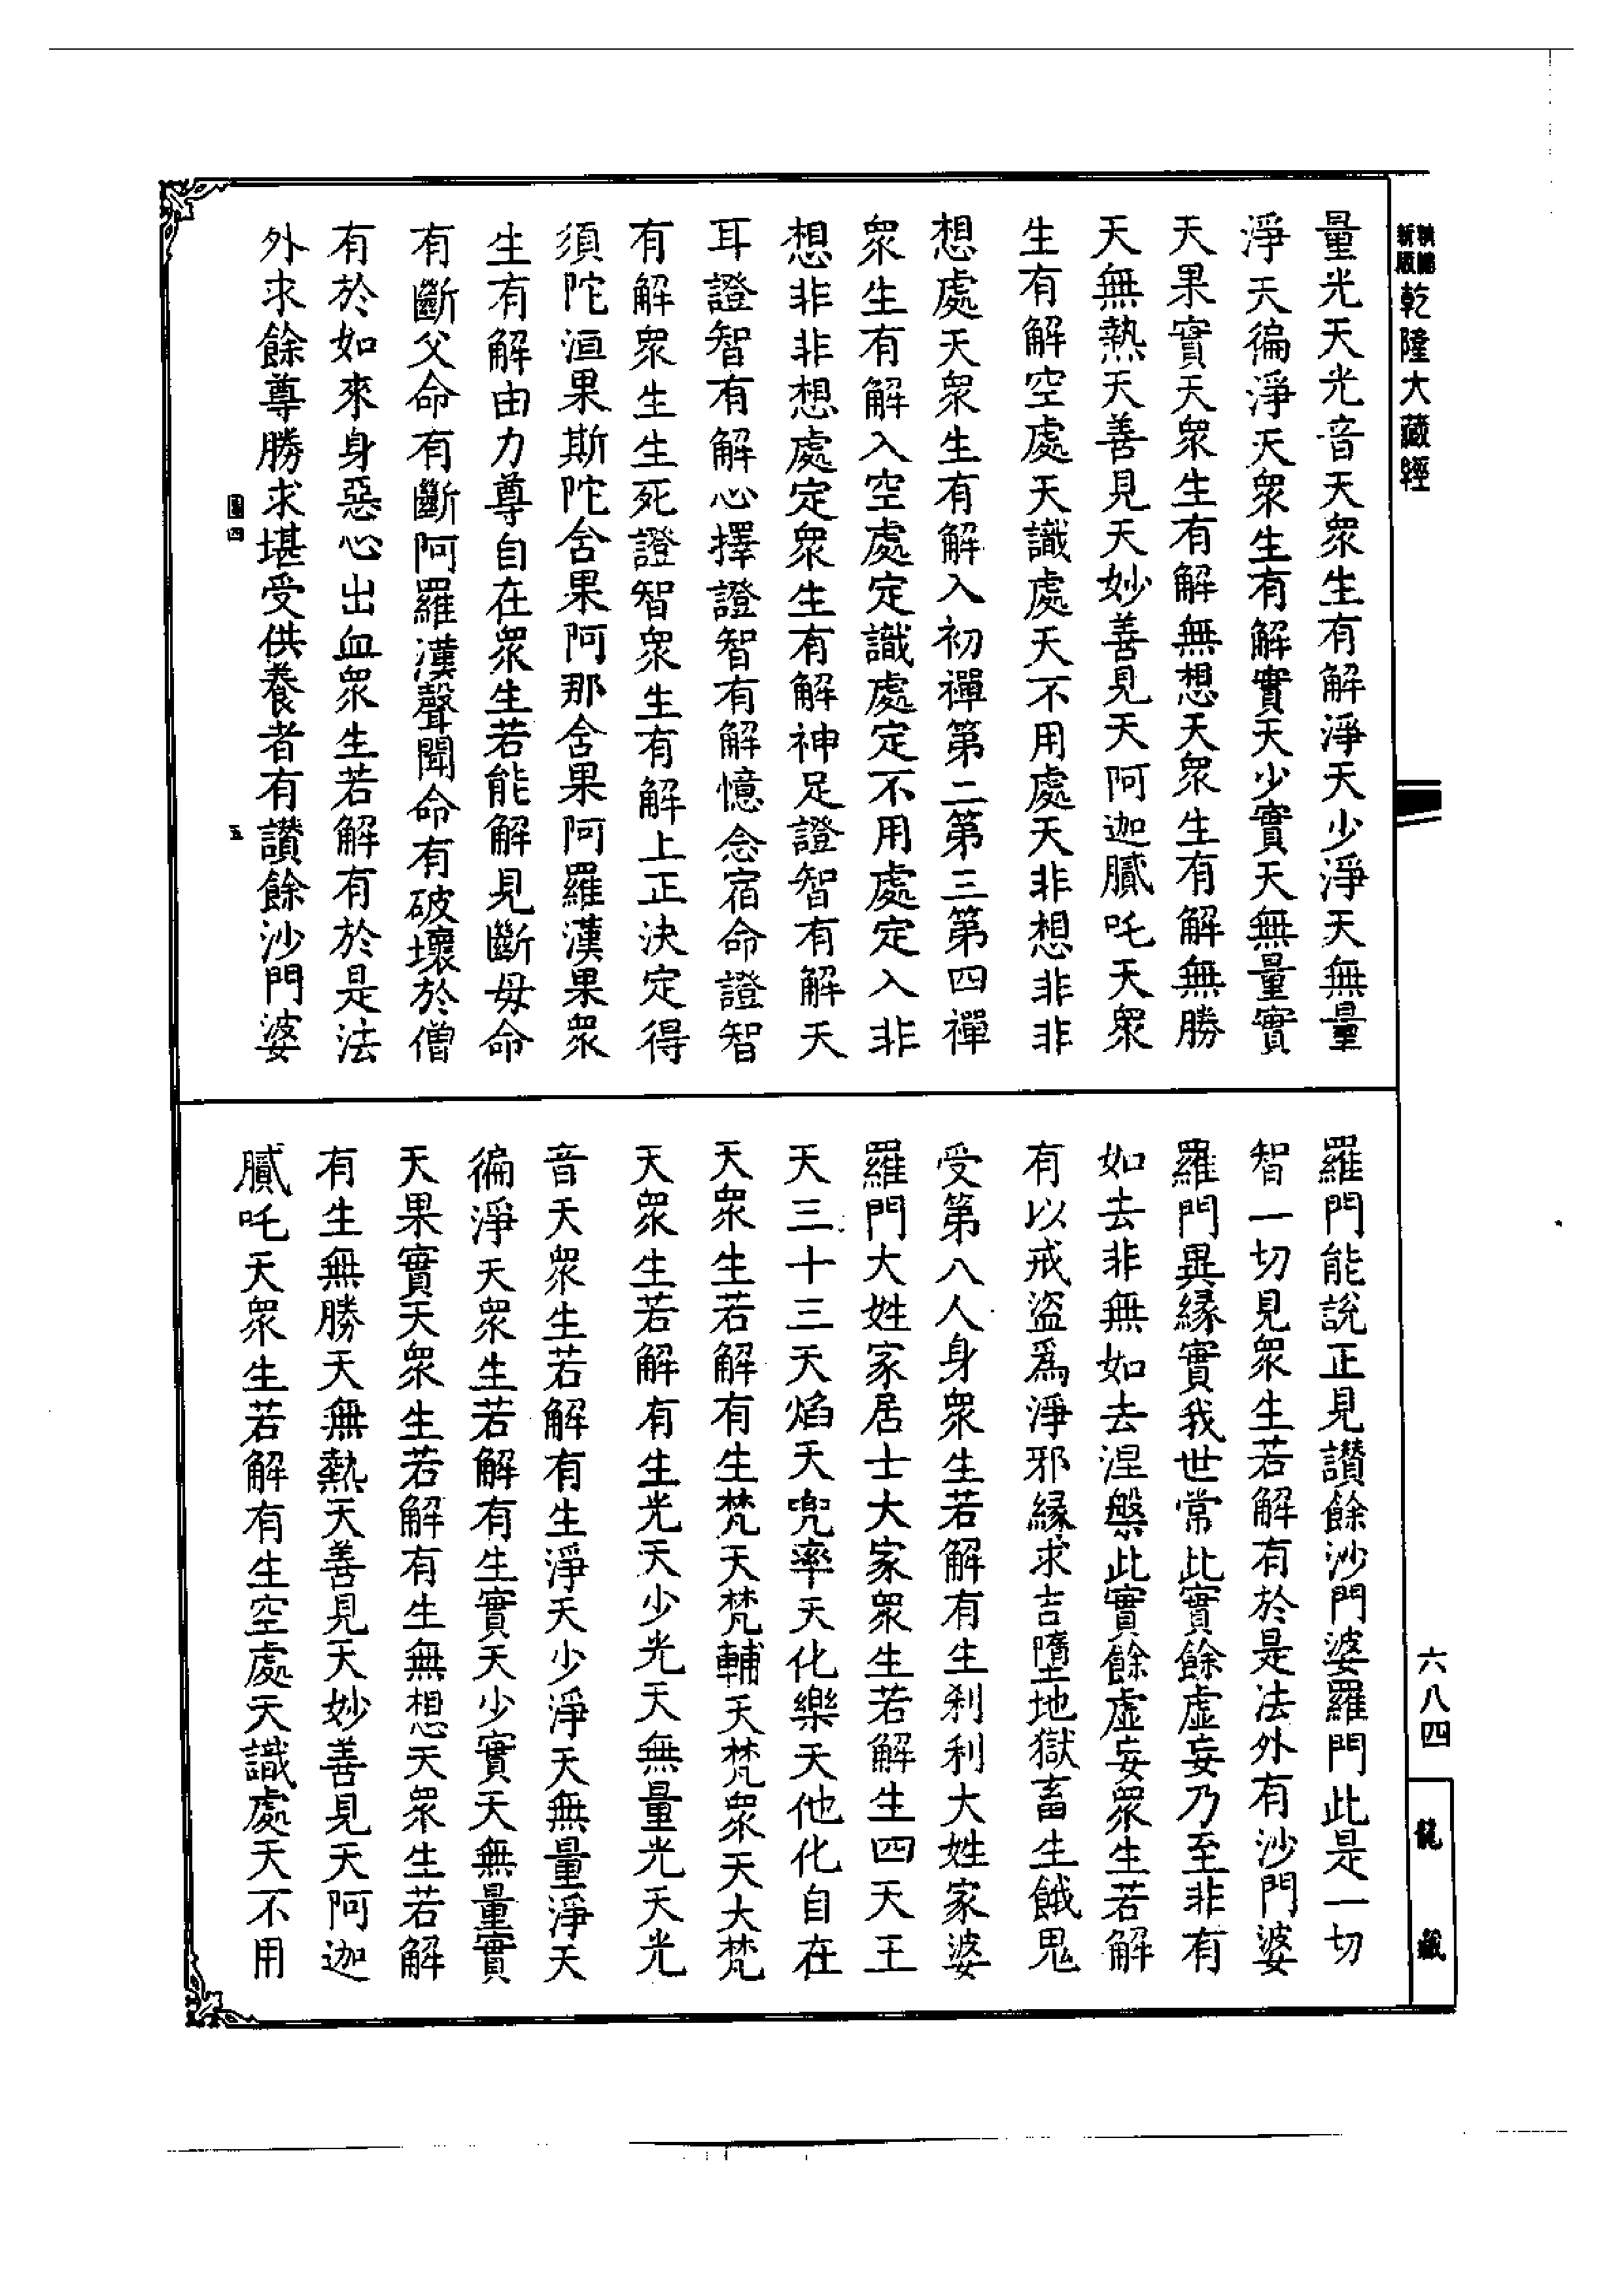 新版
乾隆大藏經
量光天光音天衆生有解淨天少淨天無量
淨天徧淨天衆生有解實天少實天無量實
天果實天衆生有解無想天衆生有解無勝
天無熱天善見天妙善見天阿迦膩吒天衆
生有解空處天識處天不用處天非想非非
想處天衆生有解入初禪第二第三第四禪
衆生有解入空處定識處定不用處定入非
想非非想處定衆生有解神足證智有解天
耳證智有解心擇證智有解憶念宿命證智
有解衆生生死證智衆生有解上正決定得
須陀洹果斯陀含果阿那含果阿羅漢果衆
生有解由力尊自在衆生若能解見斷母命
有斷父命有斷阿羅漢聲聞命有破壞於僧
有於如來身惡心出血衆生若解有於是法
外求餘尊勝求堪受供養者有讚餘沙門婆
四
五
羅門能說正見讚餘沙門婆羅門此是一切
智一切見衆生若解有於是法外有沙門婆
羅門異緣實我世常此實餘虛妄乃至非有
如去非無如去涅槃此實餘虛妄衆生若解
有以戒盜爲淨邪緣求吉墮地獄畜生餓鬼
受第八人身衆生若解有生刹利大姓家婆
羅門大姓家居士大家衆生若解生四天王
天三十三天焰天兜率天化樂天他化自在
天衆生若解有生梵天梵輔天梵衆天大梵
天衆生若解有生光天少光天無量光天光
音天衆生若解有生淨天少淨天無量淨天
徧淨天衆生若解有生實天少實天無量實
天果實天衆生若解有生無想天衆生若解
有生無勝天無熱天善見天妙善見天阿迦
膩吒天衆生若解有生空處天識處天不用
六八四
龍藏